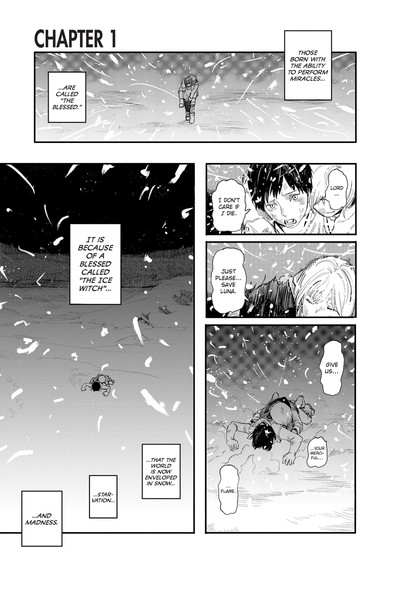 CHAPTER 1
THOSE
BORN WITH
THE ABILITY
TO PERFORM
MIRACLES...
...ARE
CALLED
"THE
BLESSED."
LORD
...
I DON'T
CARE IF
I DIE.
JUST
PLEASE...
SAVE
LUNA.
GIVE
US...
...YOUR
MERCI-
FUL...
...FLAME.
IT IS
BECAUSE
OF A
BLESSED
CALLED
"THE ICE
WITCH"...
...THAT
THE
WORLD
IS NOW
ENVELOPED
IN SNOW...
...STAR-
VATION...
...AND
MADNESS.